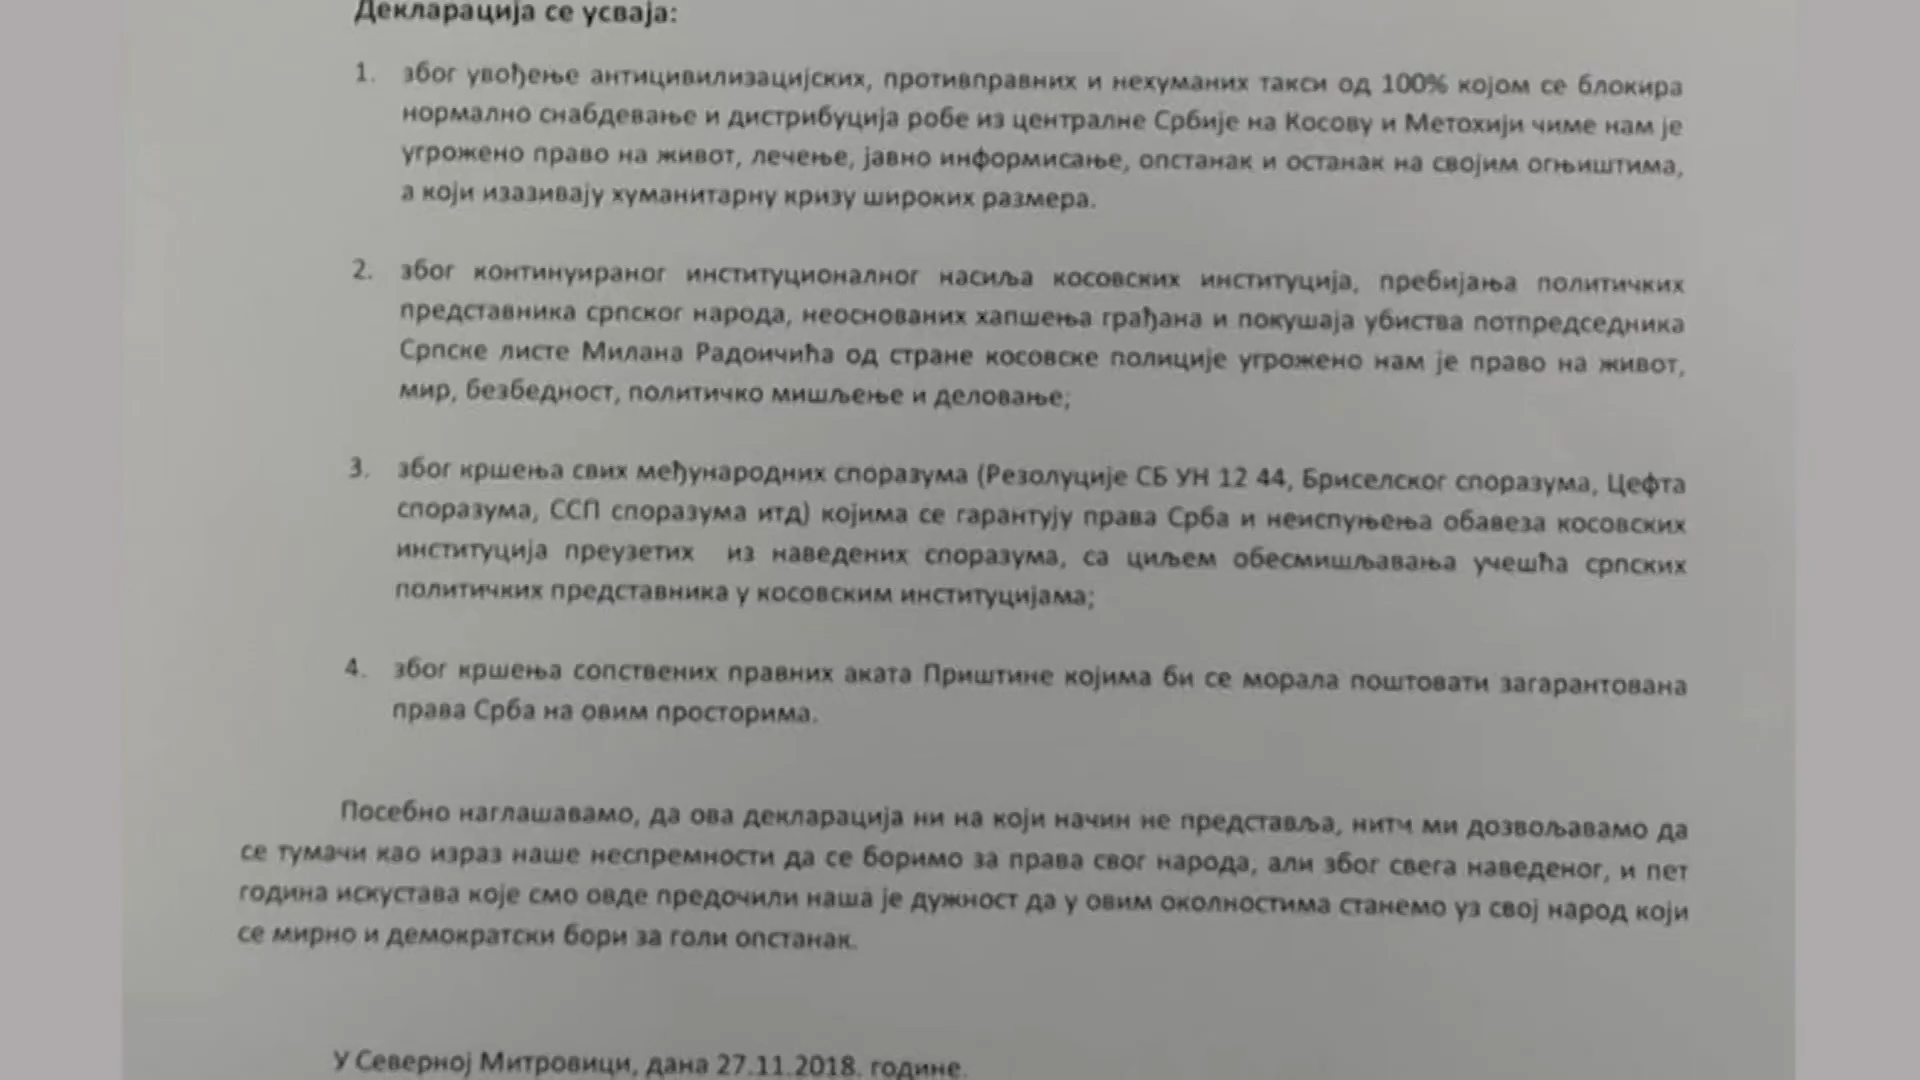 Декларација се усваја:
1. због увођење антицивилизацијских, противправних и нехуманих такси од 100% којом се блокира
нормално снабдевање и дистрибуција робе из централне Србије на Косову и Метохији чиме нам је
угрожено право на живот, лечење, јавно информисање, опстанак и останак на својим огњиштима,
а који изазивају хуманитарну кризу широких размера.
2. због континуираног институционалног насиља косовских институција, пребијања политичких
представника српског народа, неоснованих хапшења грађана и покушаја убиства потпредседника
Српске листе Милана Радоичића од стране косовске полиције угрожено нам је право на живот,
мир, безбедност, политичко мишљење и деловање;
3. због кршења свих међународних споразума (Резолуције СБ УН 12 44, Бриселског споразума, Цефта
споразума, ССП споразума итд) којима се гарантују права Срба и неиспуњења обавеза косовских
институција преузетих из наведених споразума, са циљем обесмишљавања учешћа српских
политичких представника у косовским институцијама;
4. због кршења сопствених правних аката Приштине којима би се морала поштовати загарантована
права Срба на овим просторима.
Посебно наглашавамо, да ова декларација ни на који начин не представља, нитч ми дозвољавамо да
се тумачи као израз наше неспремности да се боримо за права свог народа, али због свега наведеног, и пет
година искустава које смо овде предочили наша је дужност да у овим околностима станемо уз свој народ који
се мирно и демократски бори за голи опстанак.
У Северној Митровици, дана 27.11.2018. године.